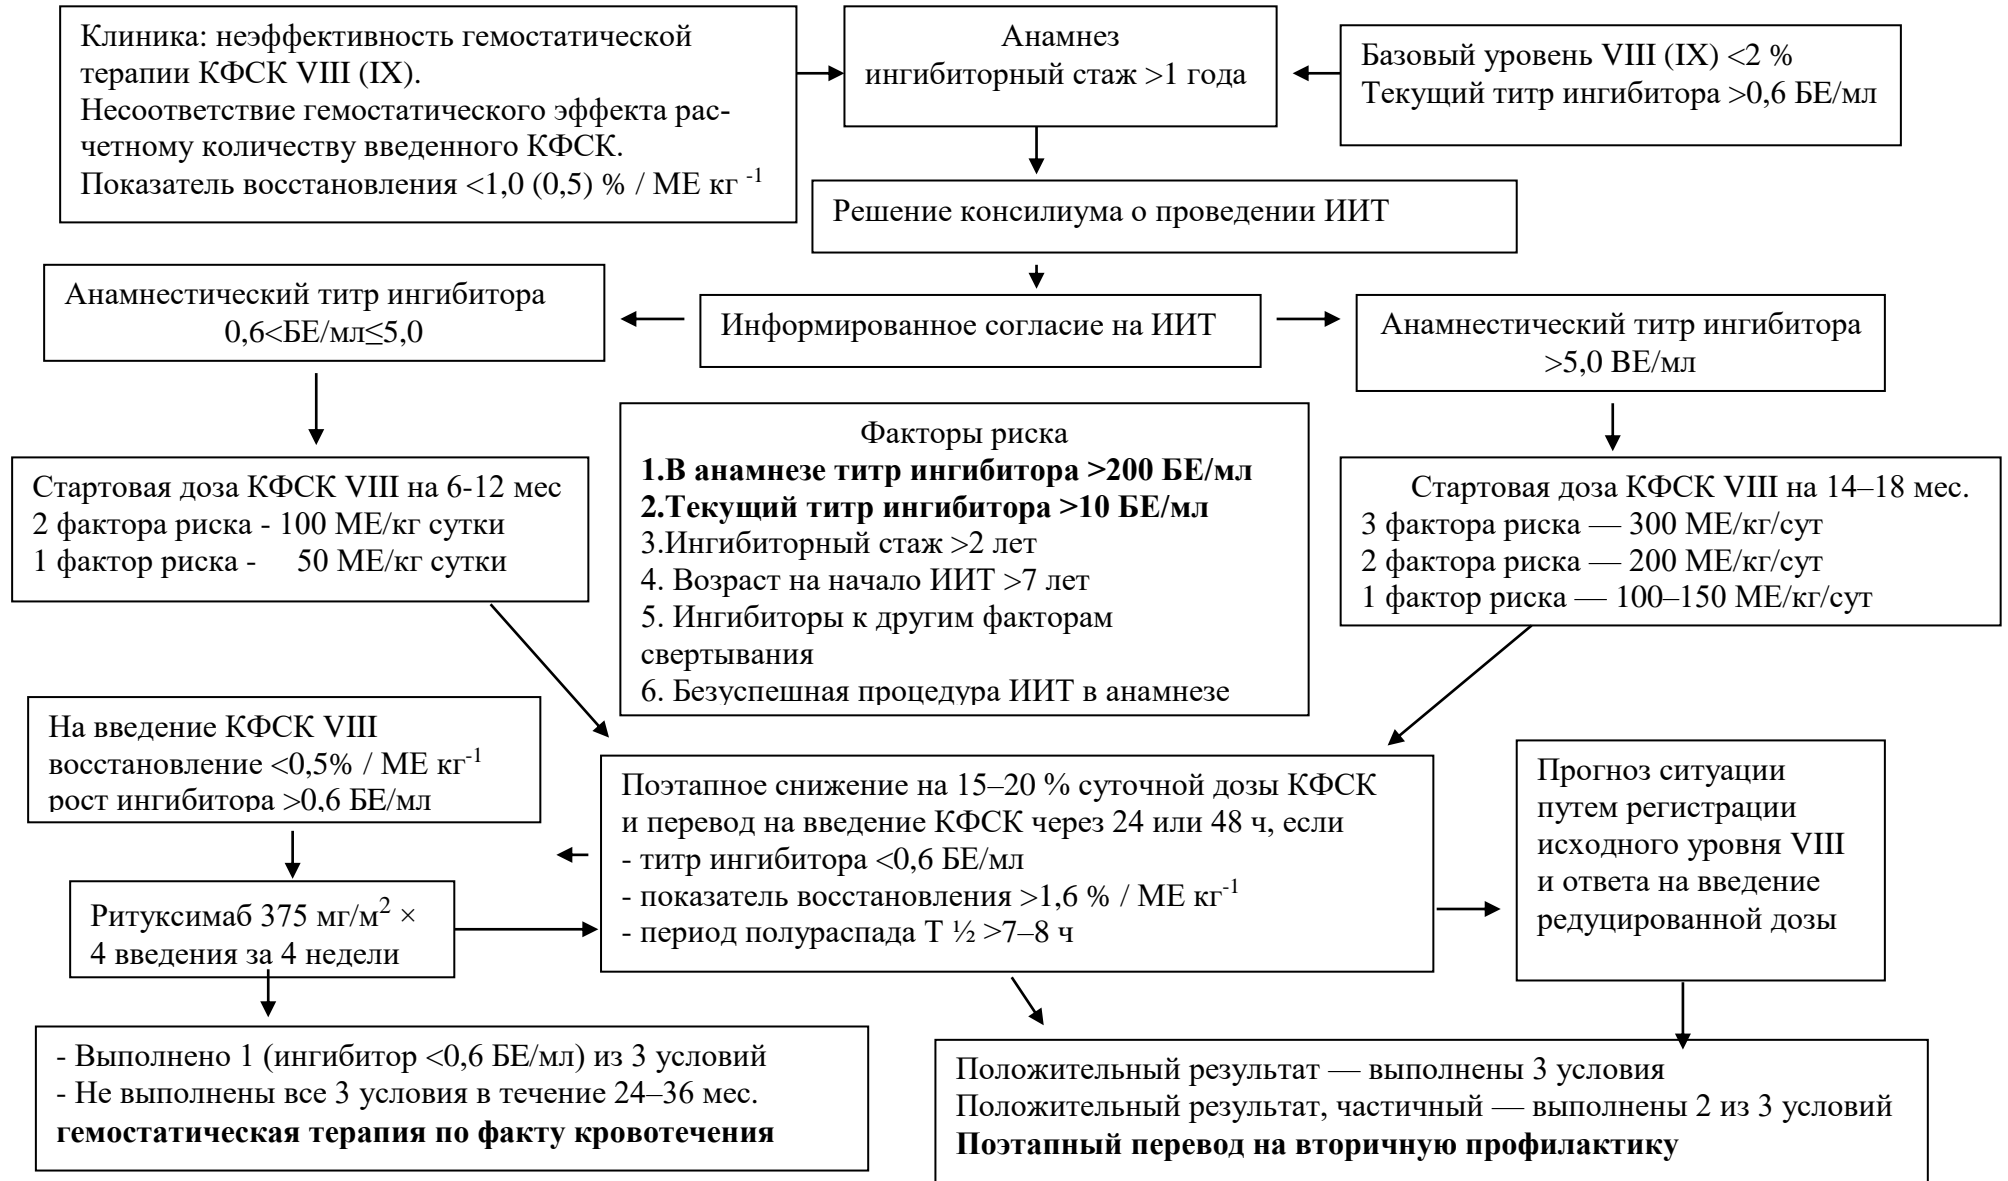 Клиника: неэффективность гемостатической
терапии КФСК VIII (IX).
Несоответствие гемостатического эффекта рас-
четному количеству введенного КФСК.
Показатель восстановления <1,0 (0,5) % / МЕ кг -1
Анамнез
ингибиторный стаж >1 года
Базовый уровень VIII (IX) <2 %
Текущий титр ингибитора >0,6 БЕ/мл
Решение консилиума о проведении ИИТ
Анамнестический титр ингибитора
0,6<БЕ/мл≤5,0
Информированное согласие на ИИТ
Анамнестический титр ингибитора
>5,0 ВЕ/мл
Стартовая доза КФСК VIII на 6-12 мес
2 фактора риска - 100 МЕ/кг сутки
1 фактор риска - 50 МЕ/кг сутки
Факторы риска
1.В анамнезе титр ингибитора >200 БЕ/мл
2.Текущий титр ингибитора >10 БЕ/мл
3.Ингибиторный стаж >2 лет
4. Возраст на начало ИИТ >7 лет
5. Ингибиторы к другим факторам
свертывания
6. Безуспешная процедура ИИТ в анамнезе
Стартовая доза КФСК VIII на 14–18 мес.
3 фактора риска — 300 МЕ/кг/сут
2 фактора риска — 200 МЕ/кг/сут
1 фактор риска — 100–150 МЕ/кг/сут
На введение КФСК VIII
восстановление <0,5% / МЕ кг-1
рост ингибитора >0,6 БЕ/мл
Поэтапное снижение на 15–20 % суточной дозы КФСК
и перевод на введение КФСК через 24 или 48 ч, если
- титр ингибитора <0,6 БЕ/мл
- показатель восстановления >1,6 % / МЕ кг-1
- период полураспада Т ½ >7–8 ч
Прогноз ситуации
путем регистрации
исходного уровня VIII
и ответа на введение
редуцированной дозы
Ритуксимаб 375 мг/м2 ×
4 введения за 4 недели
- Выполнено 1 (ингибитор <0,6 БЕ/мл) из 3 условий
- Не выполнены все 3 условия в течение 24–36 мес.
гемостатическая терапия по факту кровотечения
Положительный результат — выполнены 3 условия
Положительный результат, частичный — выполнены 2 из 3 условий
Поэтапный перевод на вторичную профилактику